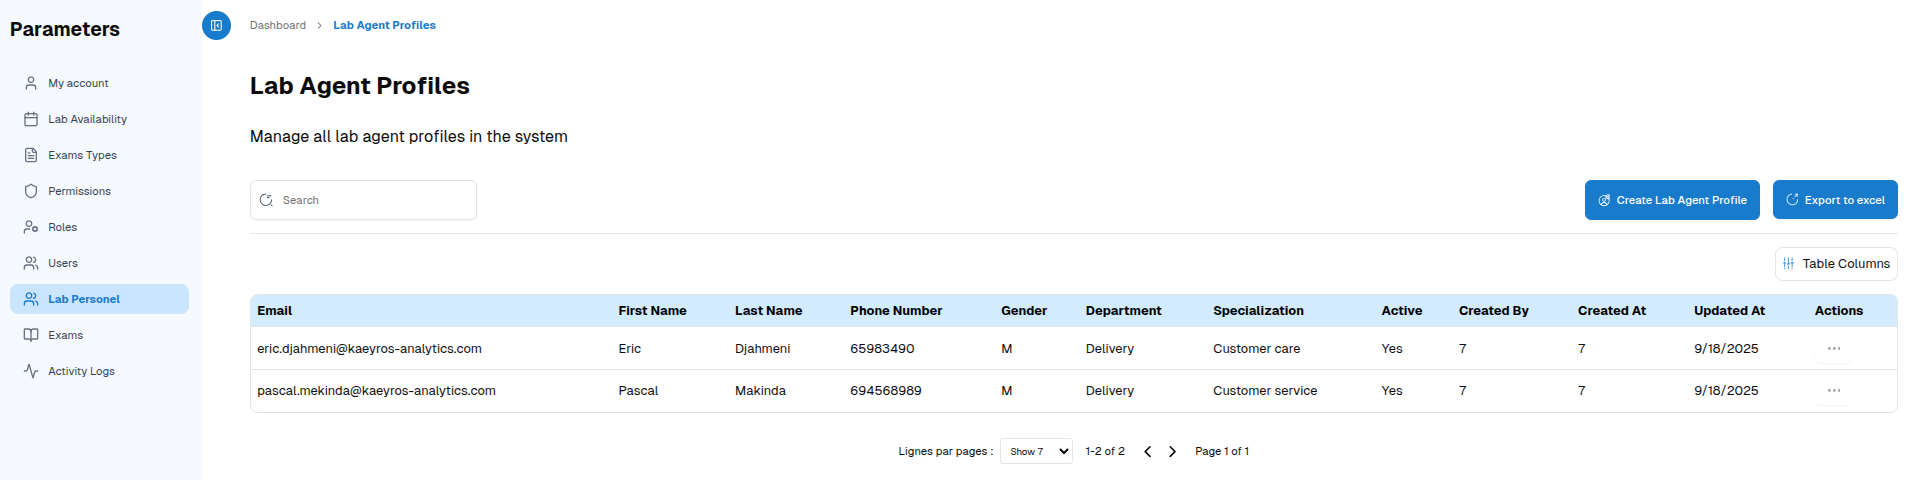 Parameters
My account
Lab Availability
Exams Types
Permissions
Roles
Users
Lab Personel
Exams
Activity Logs
Dashboard > Lab Agent Profiles
Lab Agent Profiles
Manage all lab agent profiles in the system
Search
Create Lab Agent Profile
Export to excel
Table Columns
Email First Name Last Name Phone Number Gender Department Specialization Active Created By Created At Updated At Actions
eric.djahmeni@kaeyros-analytics.com Eric Djahmeni 65983490 M Delivery Customer care Yes 7 7 9/18/2025 ...
pascal.mekinda@kaeyros-analytics.com Pascal Makinda 694568989 M Delivery Customer service Yes 7 7 9/18/2025 ...
Lignes par pages : Show 7 1-2 of 2 Page 1 of 1